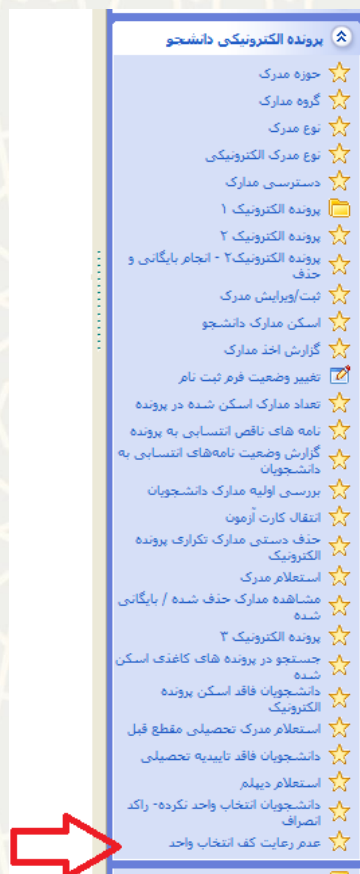 پرونده الکترونیکی دانشجو
حوزه مدرک
گروه مدارک
نوع مدرک
نوع مدرک الکترونیکی
دسترسی مدارک
پرونده الکترونیک ۱
پرونده الکترونیک ۲
پرونده الکترونیک۲ - انجام بایگانی و
حذف
ثبت/ویرایش مدرک
اسکن مدارک دانشجو
گزارش اخذ مدارک
تغییر وضعیت فرم ثبت نام
تعداد مدارک اسکن شده در پرونده
نامه های ناقص انتسابی به پرونده
گزارش وضعیت نامه‌های انتسابی به
دانشجویان
بررسی اولیه مدارک دانشجویان
انتقال کارت آزمون
حذف دستی مدارک تکراری پرونده
الکترونیک
استعلام مدرک
مشاهده مدارک حذف شده / بایگانی
شده
پرونده الکترونیک ۳
جستجو در پرونده های کاغذی اسکن
شده
دانشجویان فاقد اسکن پرونده
الکترونیک
استعلام مدرک تحصیلی مقطع قبل
دانشجویان فاقد تاییدیه تحصیلی
استعلام دیپلم
دانشجویان انتخاب واحد نکرده- راکد
انصراف
عدم رعایت کف انتخاب واحد